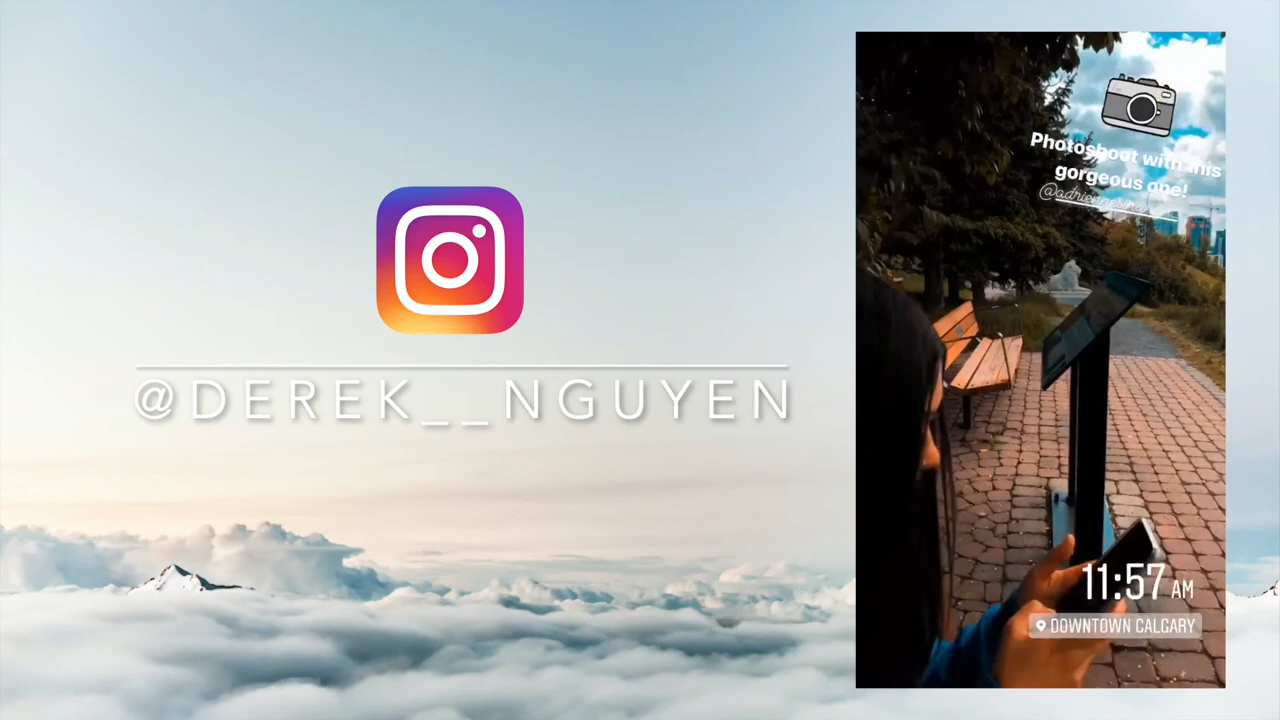 @DEREK__NGUYEN
Photoshoot with this
gorgeous one!
11:57 AM
DOWNTOWN CALGARY